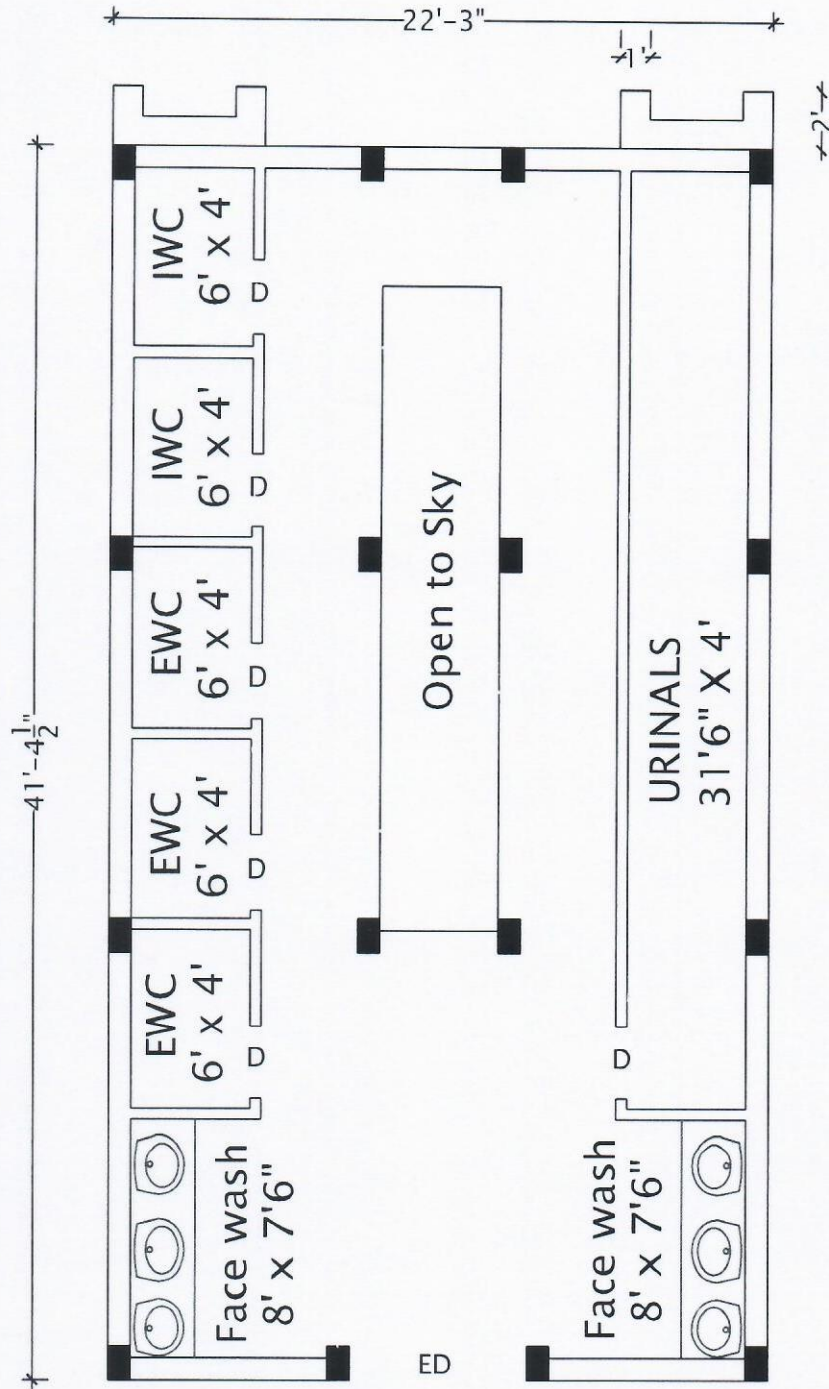 22'-3"
1'
2'
41'-4 1/2"
IWC
6' x 4'
D
IWC
6' x 4'
D
EWC
6' x 4'
D
EWC
6' x 4'
D
EWC
6' x 4'
D
Open to Sky
URINALS
31'6" X 4'
D
Face wash
8' x 7'6"
Face wash
8' x 7'6"
ED